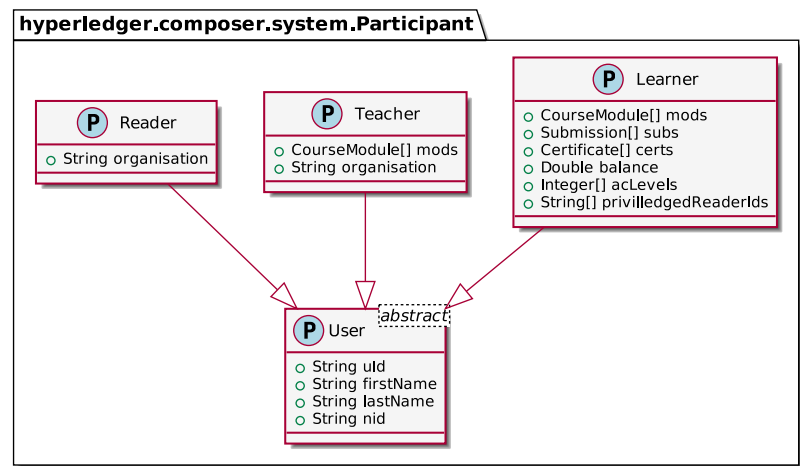 hyperledger.composer.system.Participant
P Reader
String organisation
P Teacher
CourseModule[] mods
String organisation
P Learner
CourseModule[] mods
Submission[] subs
Certificate[] certs
Double balance
Integer[] acLevels
String[] privilledgedReaderIds
abstract
P User
String uId
String firstName
String lastName
String nid